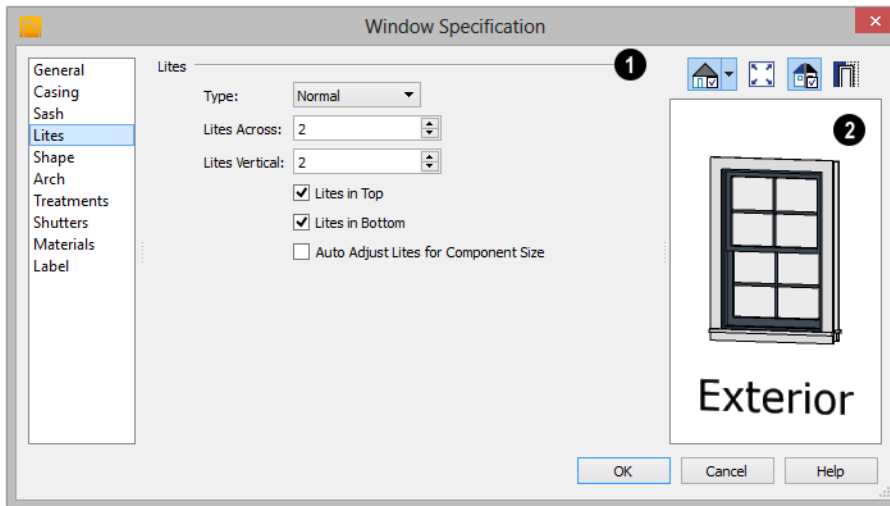 Window Specification
General
Casing
Sash
Lites
Shape
Arch
Treatments
Shutters
Materials
Label
Lites
Type: Normal
Lites Across: 2
Lites Vertical: 2
Lites in Top
Lites in Bottom
Auto Adjust Lites for Component Size
1
2
Exterior
OK Cancel Help